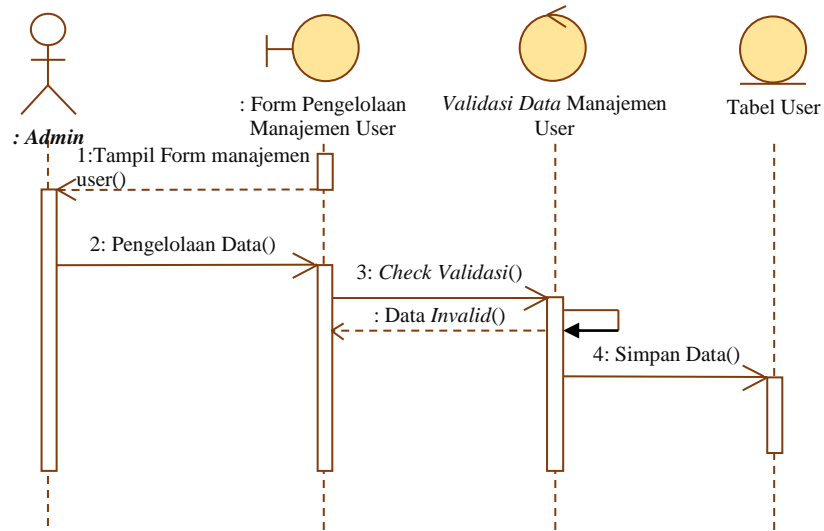 : Admin
: Form Pengelolaan
Manajemen User
Validasi Data Manajemen
User
Tabel User
1:Tampil Form manajemen
user()
2: Pengelolaan Data()
3: Check Validasi()
: Data Invalid()
4: Simpan Data()